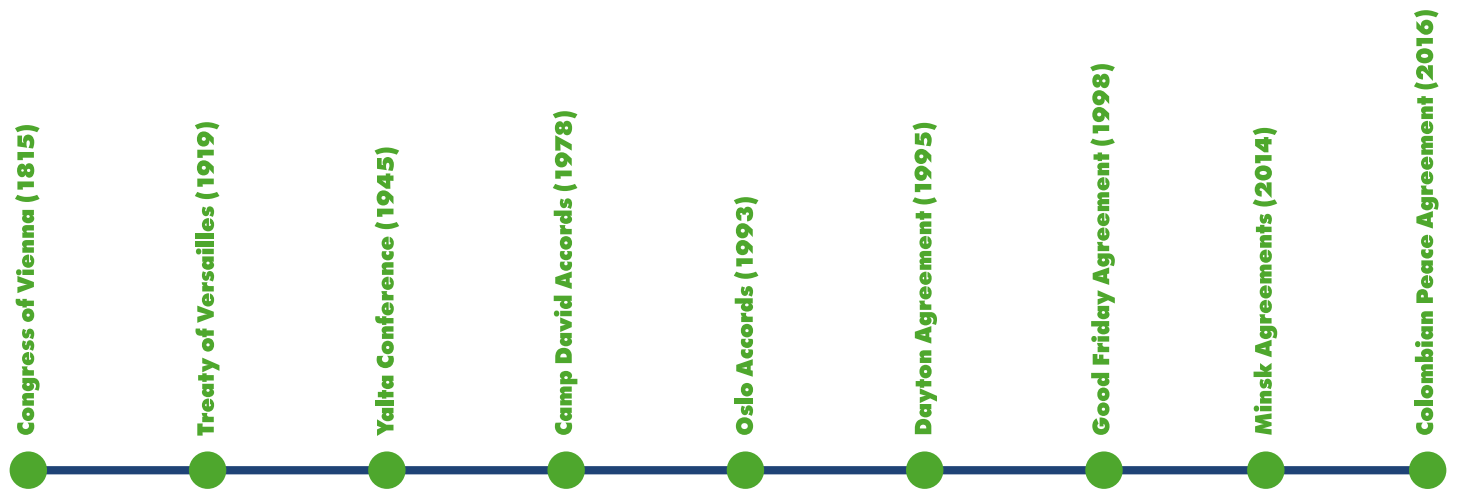 Congress of Vienna (1815)
Treaty of Versailles (1919)
Yalta Conference (1945)
Camp David Accords (1978)
Oslo Accords (1993)
Dayton Agreement (1995)
Good Friday Agreement (1998)
Minsk Agreements (2014)
Colombian Peace Agreement (2016)